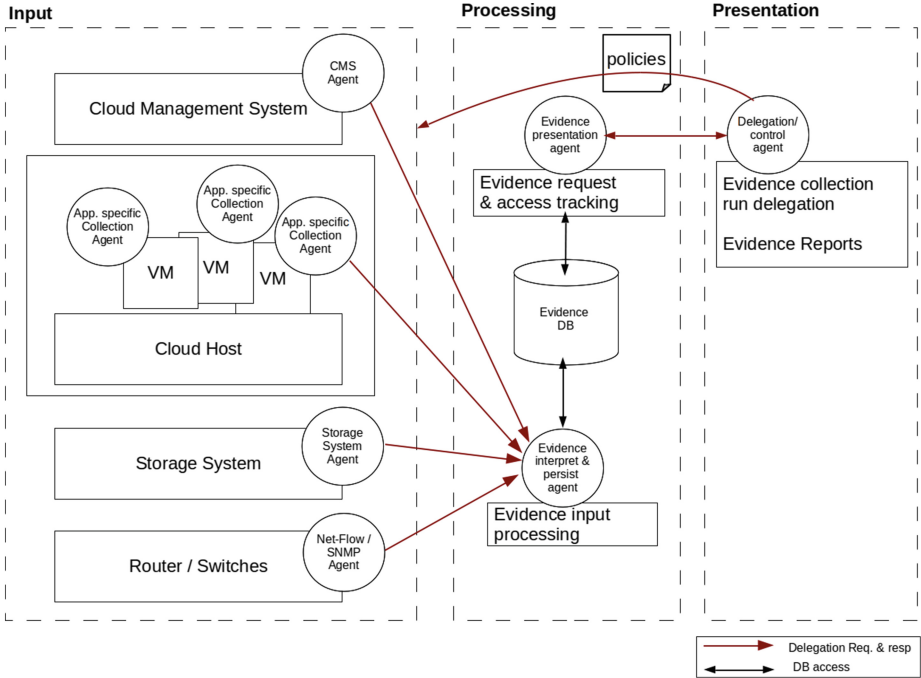 Input
Processing
Presentation
CMS
Agent
Cloud Management System
App. specific
Collection
Agent
App. specific
Collection
Agent
App. specific
Collection
Agent
VM
VM
VM
Cloud Host
Storage
System
Agent
Storage System
Net-Flow /
SNMP
Agent
Router / Switches
policies
Evidence
presentation
agent
Evidence request
& access tracking
Evidence
DB
Evidence
interpret &
persist
agent
Evidence input
processing
Delegation/
control
agent
Evidence collection
run delegation
Evidence Reports
Delegation Req. & resp
DB access